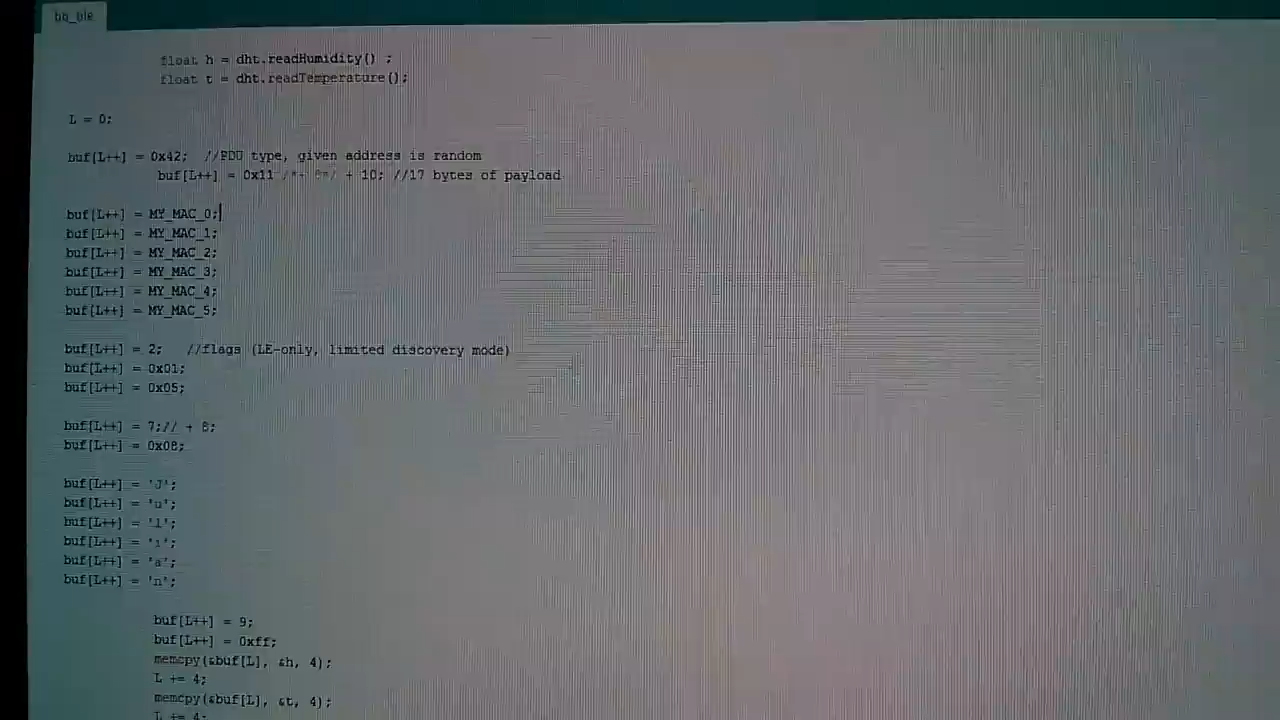 bb_ble
float h = dht.readHumidity() ;
float t = dht.readTemperature();
L = 0;
buf[L++] = 0x42; //PDU type, given address is random
buf[L++] = 0x11 /*+ 8*/ + 10; //17 bytes of payload
buf[L++] = MY_MAC_0;
buf[L++] = MY_MAC_1;
buf[L++] = MY_MAC_2;
buf[L++] = MY_MAC_3;
buf[L++] = MY_MAC_4;
buf[L++] = MY_MAC_5;
buf[L++] = 2; //flags (LE-only, limited discovery mode)
buf[L++] = 0x01;
buf[L++] = 0x05;
buf[L++] = 7;// + 8;
buf[L++] = 0x08;
buf[L++] = 'J';
buf[L++] = 'u';
buf[L++] = 'l';
buf[L++] = 'i';
buf[L++] = 'a';
buf[L++] = 'n';
buf[L++] = 9;
buf[L++] = 0xff;
memcpy(&buf[L], &h, 4);
L += 4;
memcpy(&buf[L], &t, 4);
L += 4;